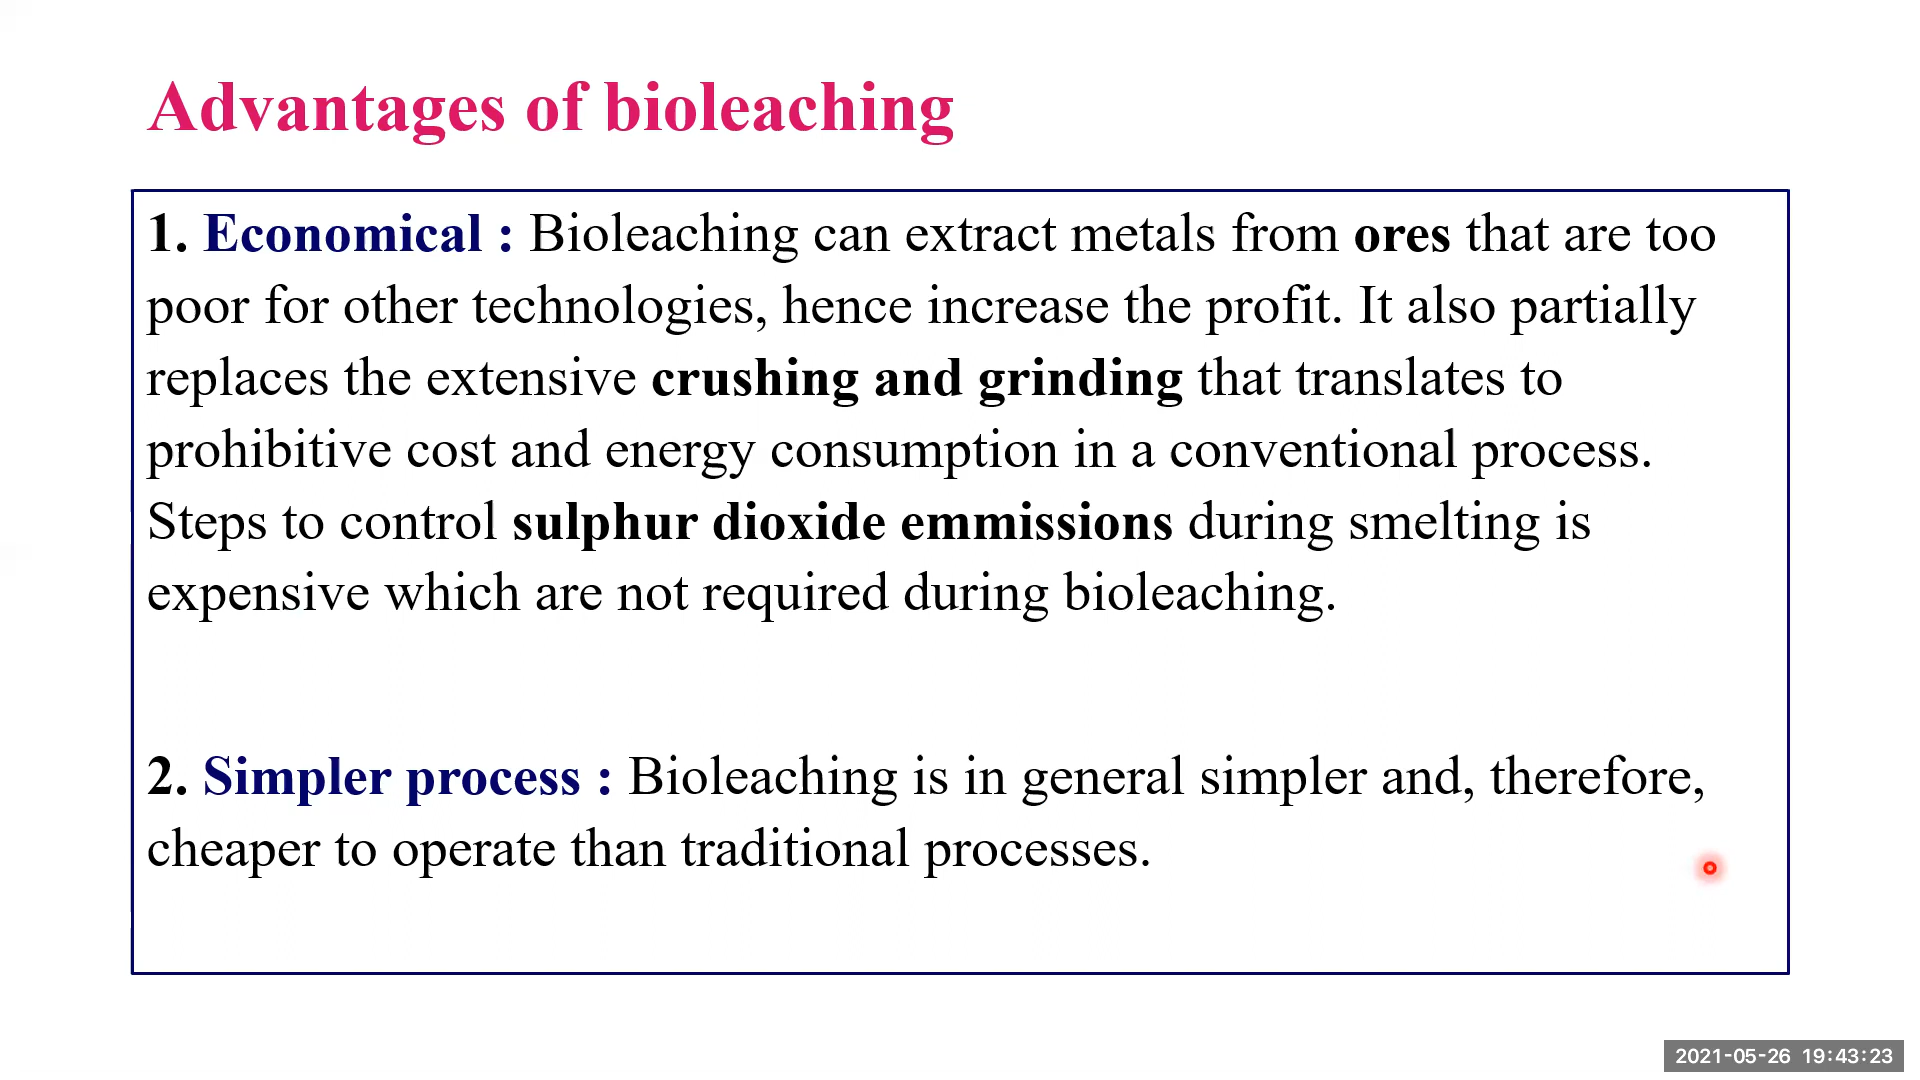 Advantages of bioleaching
1. Economical : Bioleaching can extract metals from ores that are too
poor for other technologies, hence increase the profit. It also partially
replaces the extensive crushing and grinding that translates to
prohibitive cost and energy consumption in a conventional process.
Steps to control sulphur dioxide emmissions during smelting is
expensive which are not required during bioleaching.
2. Simpler process : Bioleaching is in general simpler and, therefore,
cheaper to operate than traditional processes.
2021-05-26 19:43:23